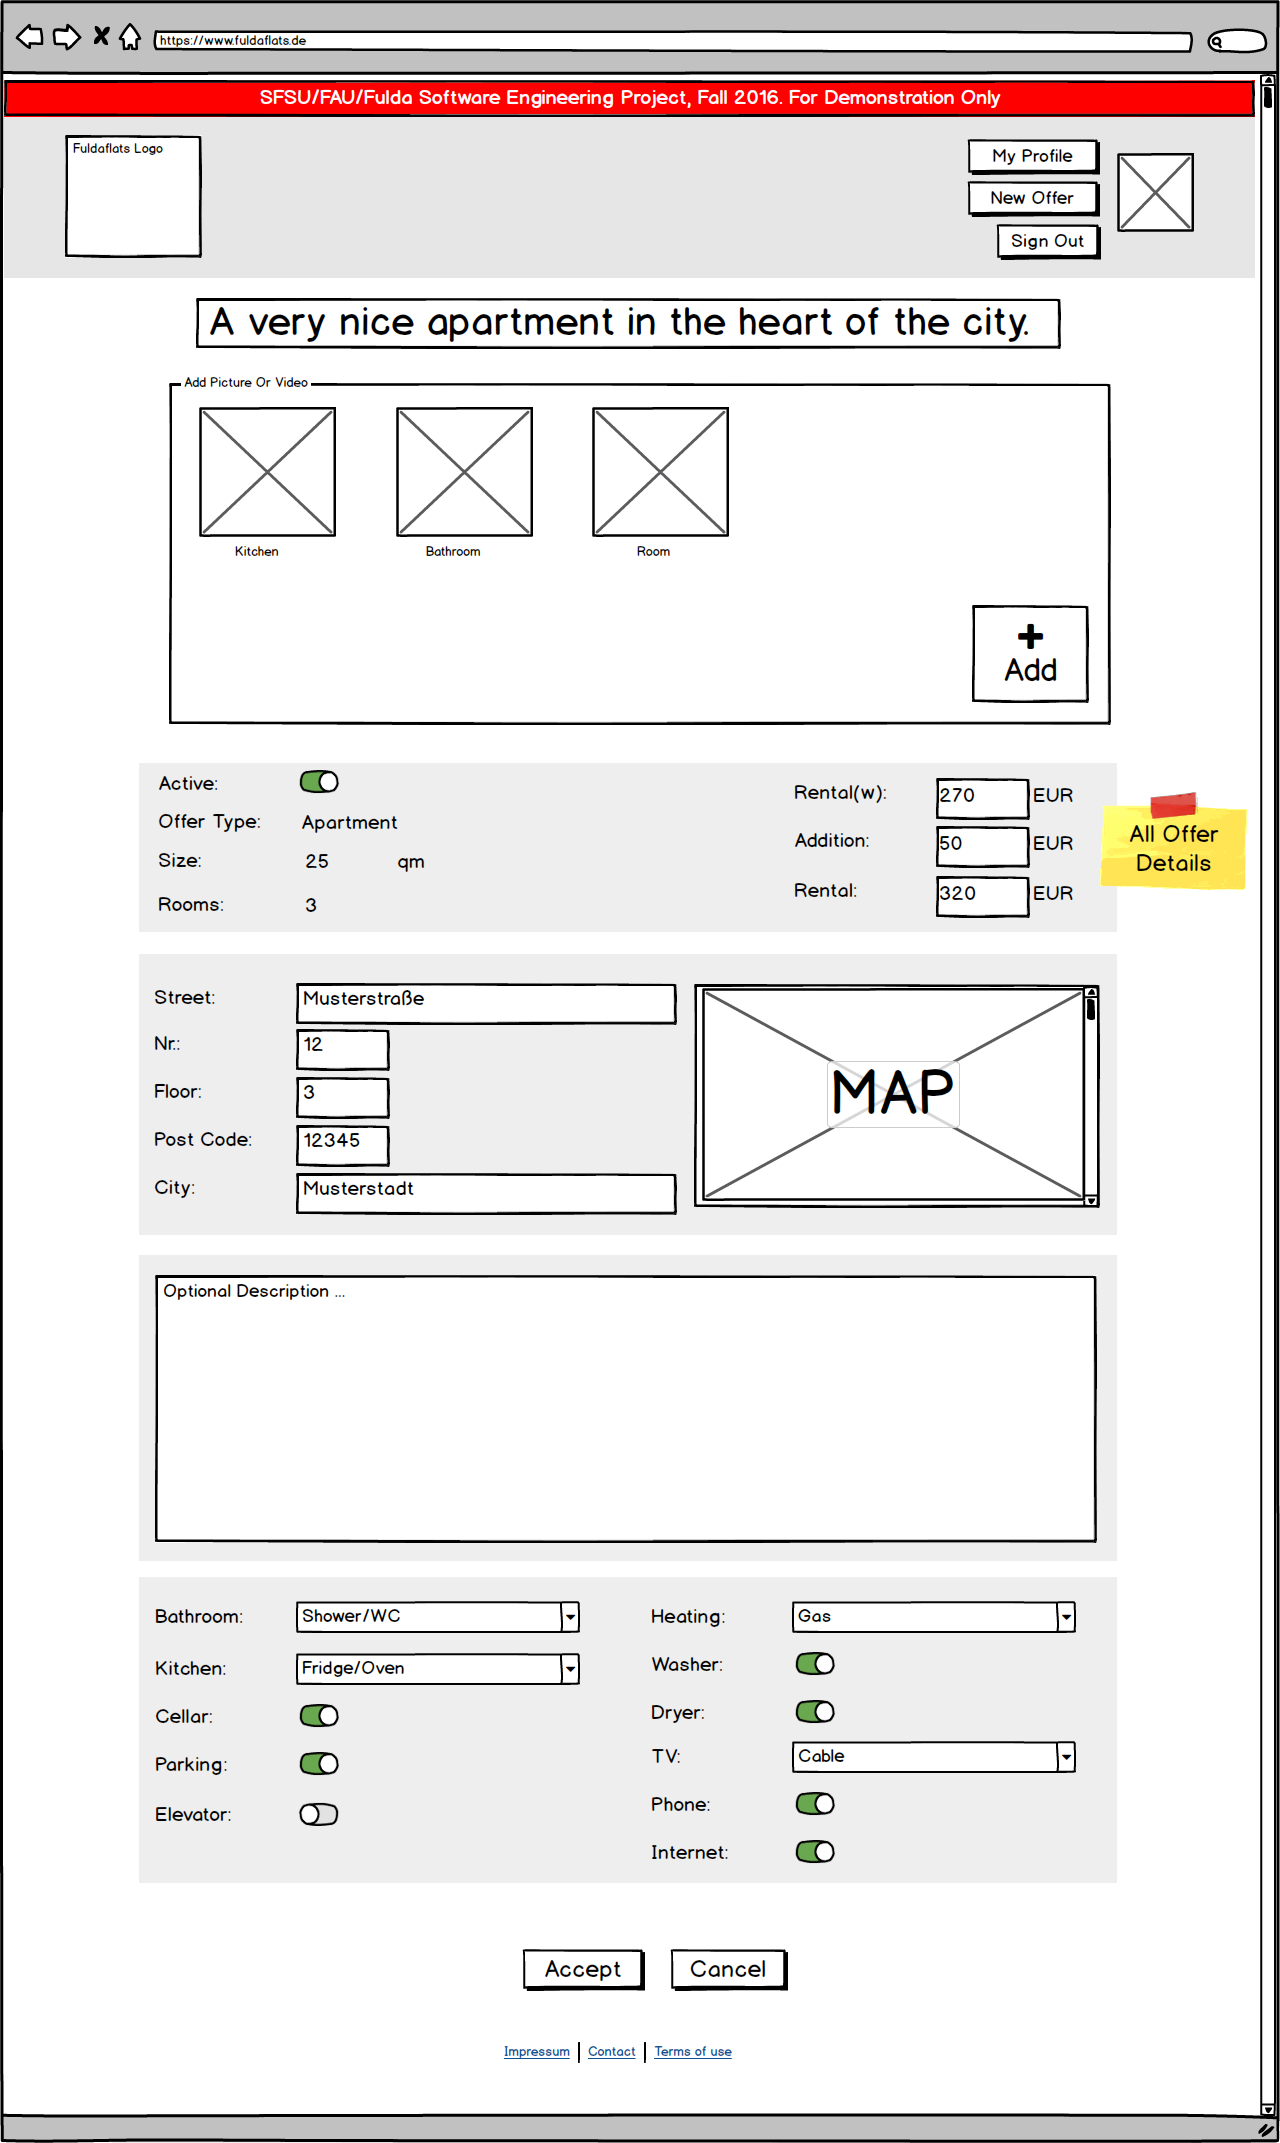 https://www.fuldaflats.de
SFSU/FAU/Fulda Software Engineering Project, Fall 2016. For Demonstration Only
Fuldaflats Logo
My Profile
New Offer
Sign Out
A very nice apartment in the heart of the city.
Add Picture Or Video
Kitchen
Bathroom
Room
Add
Active:
Offer Type: Apartment
Size: 25 qm
Rooms: 3
Rental(w): 270 EUR
Addition: 50 EUR
Rental: 320 EUR
All Offer
Details
Street: Musterstraße
Nr.: 12
Floor: 3
Post Code: 12345
City: Musterstadt
MAP
Optional Description ...
Bathroom: Shower/WC
Kitchen: Fridge/Oven
Cellar:
Parking:
Elevator:
Heating: Gas
Washer:
Dryer:
TV: Cable
Phone:
Internet:
Accept
Cancel
Impressum
Contact
Terms of use